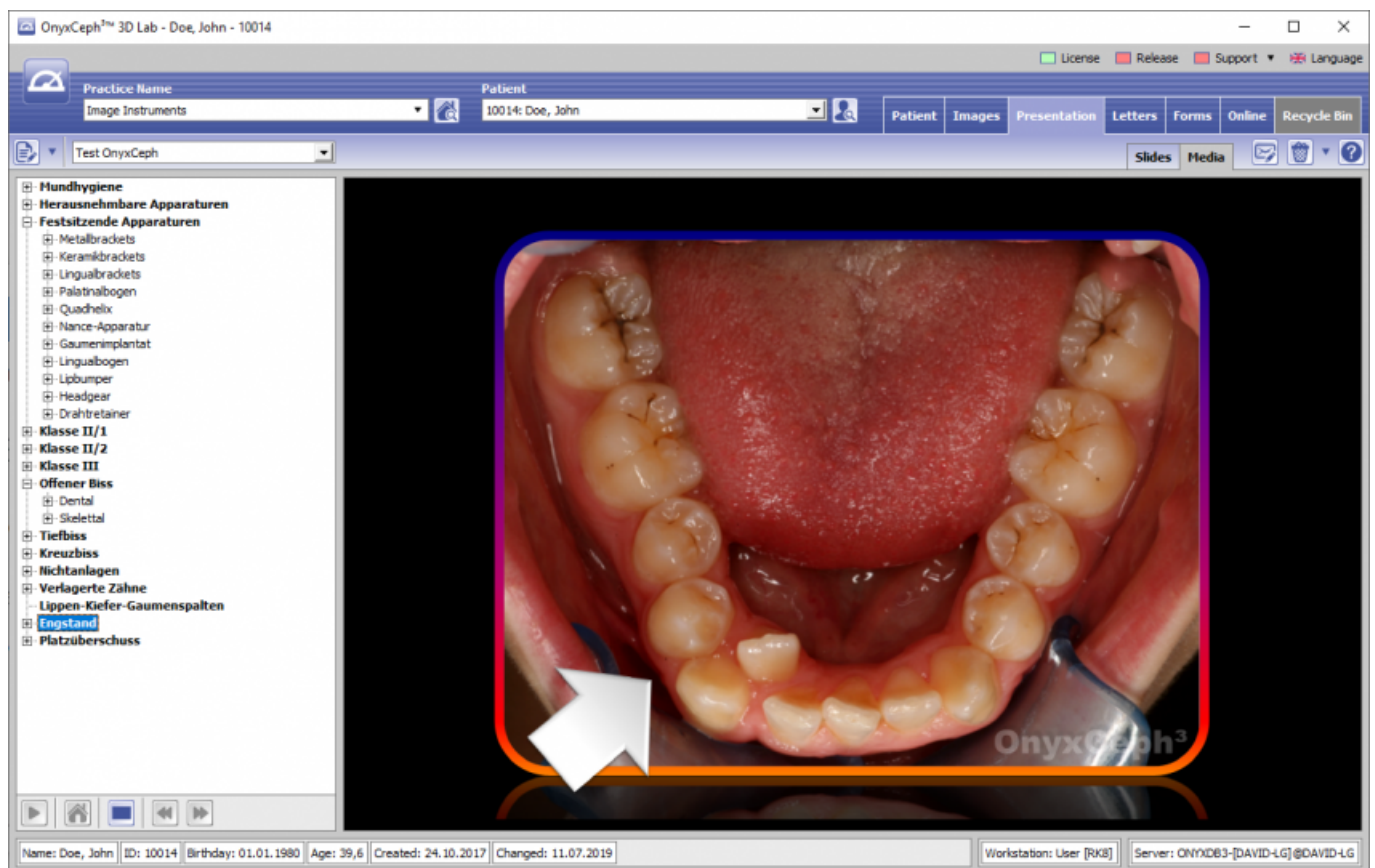 OnyxCeph³™ 3D Lab - Doe, John - 10014
License Release Support Language
Practice Name Patient
Image Instruments 10014: Doe, John
Patient Images Presentation Letters Forms Online Recycle Bin
Test OnyxCeph
Slides Media
Mundhygiene
Herausnehmbare Apparaturen
Festsitzende Apparaturen
Metallbrackets
Keramikbrackets
Lingualbrackets
Palatinalbogen
Quadhelix
Nance-Apparatur
Gaumenimplantat
Lingualbogen
Lipbumper
Headgear
Drahtretainer
Klasse II/1
Klasse II/2
Klasse III
Offener Biss
Dental
Skelettal
Tiefbiss
Kreuzbiss
Nichtanlagen
Verlagerte Zähne
Lippen-Kiefer-Gaumenspalten
Engstand
Platzüberschuss
OnyxCeph³
Name: Doe, John ID: 10014 Birthday: 01.01.1980 Age: 39,6 Created: 24.10.2017 Changed: 11.07.2019 Workstation: User [RK8] Server: ONYXDB3-[DAVID-LG]@DAVID-LG